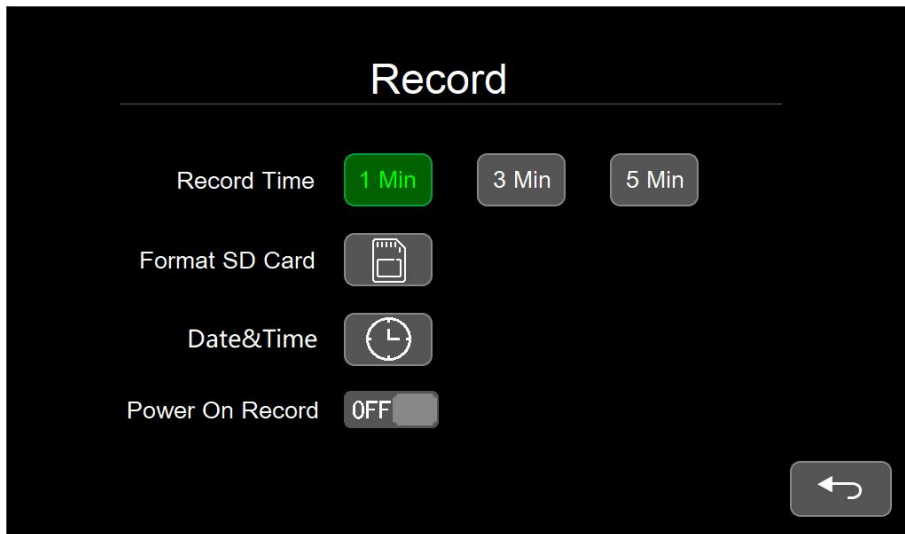 Record
Record Time 1 Min 3 Min 5 Min
Format SD Card
Date&Time
Power On Record OFF